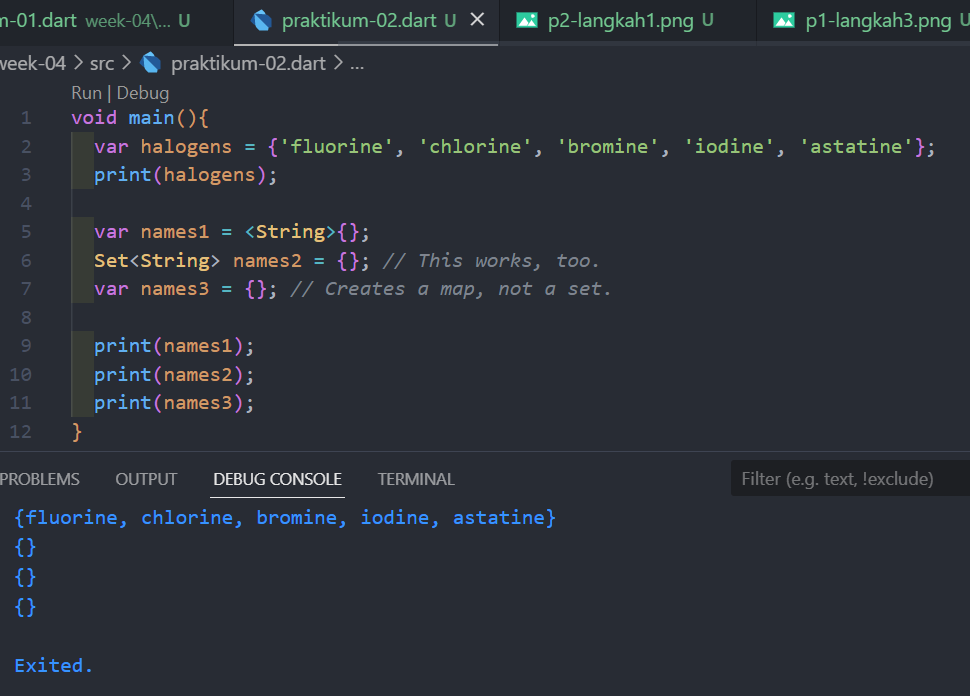 m-01.dart week-04\... U praktikum-02.dart U p2-langkah1.png U p1-langkah3.png U
week-04 > src > praktikum-02.dart > ...
Run | Debug
1 void main(){
2 var halogens = {'fluorine', 'chlorine', 'bromine', 'iodine', 'astatine'};
3 print(halogens);
4
5 var names1 = <String>{};
6 Set<String> names2 = {}; // This works, too.
7 var names3 = {}; // Creates a map, not a set.
8
9 print(names1);
10 print(names2);
11 print(names3);
12 }
PROBLEMS OUTPUT DEBUG CONSOLE TERMINAL Filter (e.g. text, !exclude)
{fluorine, chlorine, bromine, iodine, astatine}
{}
{}
{}
Exited.